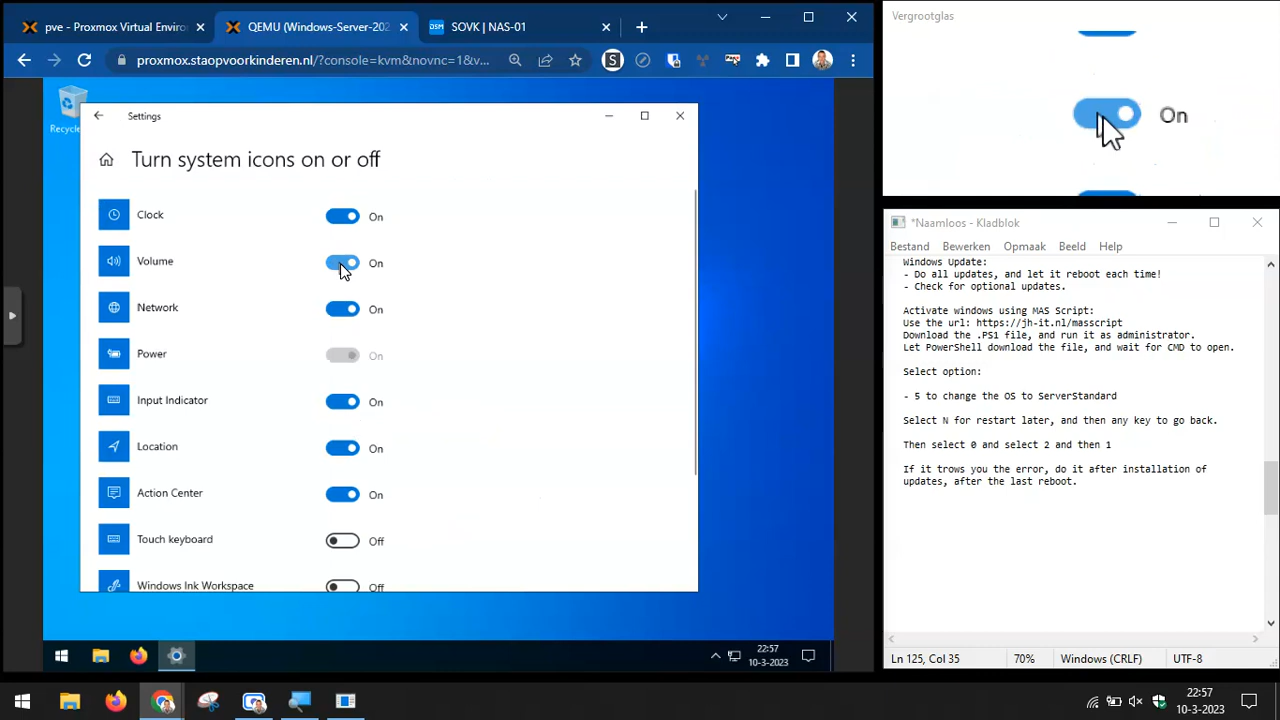 pve - Proxmox Virtual Enviro
QEMU (Windows-Server-202
SOVK | NAS-01
proxmox.staopvoorkinderen.nl/?console=kvm&novnc=1&v...
Recycle
Settings
Turn system icons on or off
Clock On
Volume On
Network On
Power On
Input Indicator On
Location On
Action Center On
Touch keyboard Off
Windows Ink Workspace Off
22:57
10-3-2023
Vergrootglas
On
*Naamloos - Kladblok
Bestand Bewerken Opmaak Beeld Help
Windows Update:
- Do all updates, and let it reboot each time!
- Check for optional updates.
Activate windows using MAS Script:
Use the url: https://jh-it.nl/masscript
Download the .PS1 file, and run it as administrator.
Let PowerShell download the file, and wait for CMD to open.
Select option:
- 5 to change the OS to ServerStandard
Select N for restart later, and then any key to go back.
Then select 0 and select 2 and then 1
If it trows you the error, do it after installation of
updates, after the last reboot.
Ln 125, Col 35 70% Windows (CRLF) UTF-8
22:57
10-3-2023